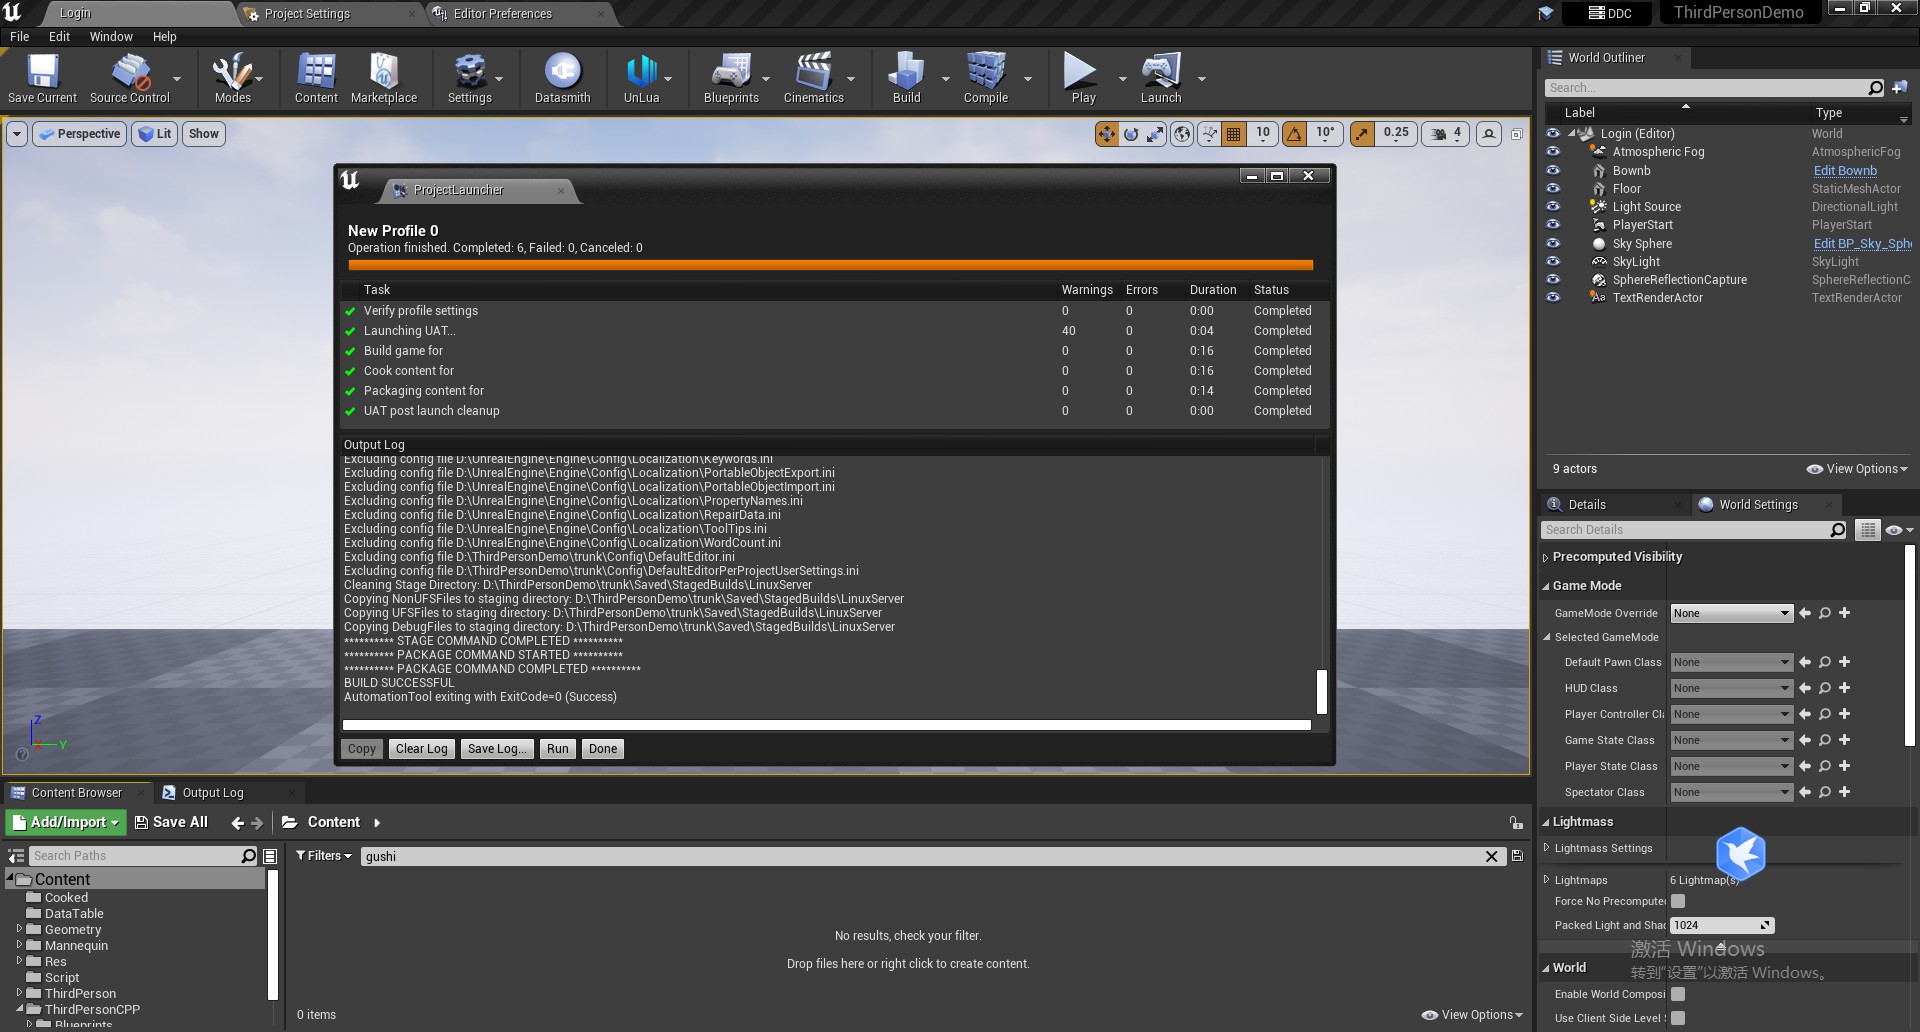 Login
Project Settings
Editor Preferences
DDC
ThirdPersonDemo
File Edit Window Help
Save Current
Source Control
Modes
Content
Marketplace
Settings
Datasmith
UnLua
Blueprints
Cinematics
Build
Compile
Play
Launch
Perspective
Lit
Show
10
10°
0.25
4
ProjectLauncher
New Profile 0
Operation finished. Completed: 6, Failed: 0, Canceled: 0
Task Warnings Errors Duration Status
Verify profile settings 0 0 0:00 Completed
Launching UAT... 40 0 0:04 Completed
Build game for 0 0 0:16 Completed
Cook content for 0 0 0:16 Completed
Packaging content for 0 0 0:14 Completed
UAT post launch cleanup 0 0 0:00 Completed
Output Log
Excluding config file D:\UnrealEngine\Engine\Config\Localization\Keywords.ini
Excluding config file D:\UnrealEngine\Engine\Config\Localization\PortableObjectExport.ini
Excluding config file D:\UnrealEngine\Engine\Config\Localization\PortableObjectImport.ini
Excluding config file D:\UnrealEngine\Engine\Config\Localization\PropertyNames.ini
Excluding config file D:\UnrealEngine\Engine\Config\Localization\RepairData.ini
Excluding config file D:\UnrealEngine\Engine\Config\Localization\ToolTips.ini
Excluding config file D:\UnrealEngine\Engine\Config\Localization\WordCount.ini
Excluding config file D:\ThirdPersonDemo\trunk\Config\DefaultEditor.ini
Excluding config file D:\ThirdPersonDemo\trunk\Config\DefaultEditorPerProjectUserSettings.ini
Cleaning Stage Directory: D:\ThirdPersonDemo\trunk\Saved\StagedBuilds\LinuxServer
Copying NonUFSFiles to staging directory: D:\ThirdPersonDemo\trunk\Saved\StagedBuilds\LinuxServer
Copying UFSFiles to staging directory: D:\ThirdPersonDemo\trunk\Saved\StagedBuilds\LinuxServer
Copying DebugFiles to staging directory: D:\ThirdPersonDemo\trunk\Saved\StagedBuilds\LinuxServer
********** STAGE COMMAND COMPLETED **********
********** PACKAGE COMMAND STARTED **********
********** PACKAGE COMMAND COMPLETED **********
BUILD SUCCESSFUL
AutomationTool exiting with ExitCode=0 (Success)
Copy
Clear Log
Save Log...
Run
Done
Z
X
Y
World Outliner
Search...
Label Type
Login (Editor) World
Atmospheric Fog AtmosphericFog
Bownb Edit Bownb
Floor StaticMeshActor
Light Source DirectionalLight
PlayerStart PlayerStart
Sky Sphere Edit BP_Sky_Sph
SkyLight SkyLight
SphereReflectionCapture SphereReflectionC
TextRenderActor TextRenderActor
9 actors
View Options
Details
World Settings
Search Details
Precomputed Visibility
Game Mode
GameMode Override None
Selected GameMode
Default Pawn Class None
HUD Class None
Player Controller Cl None
Game State Class None
Player State Class None
Spectator Class None
Lightmass
Lightmass Settings
Lightmaps 6 Lightmap(s)
Force No Precompute
Packed Light and Shad 1024
激活 Windows
转到"设置"以激活 Windows。
World
Enable World Composi
Use Client Side Level S
Content Browser
Output Log
Add/Import
Save All
Content
Search Paths
Filters
gushi
Content
Cooked
DataTable
Geometry
Mannequin
Res
Script
ThirdPerson
ThirdPersonCPP
Blueprints
No results, check your filter.
Drop files here or right click to create content.
0 items
View Options